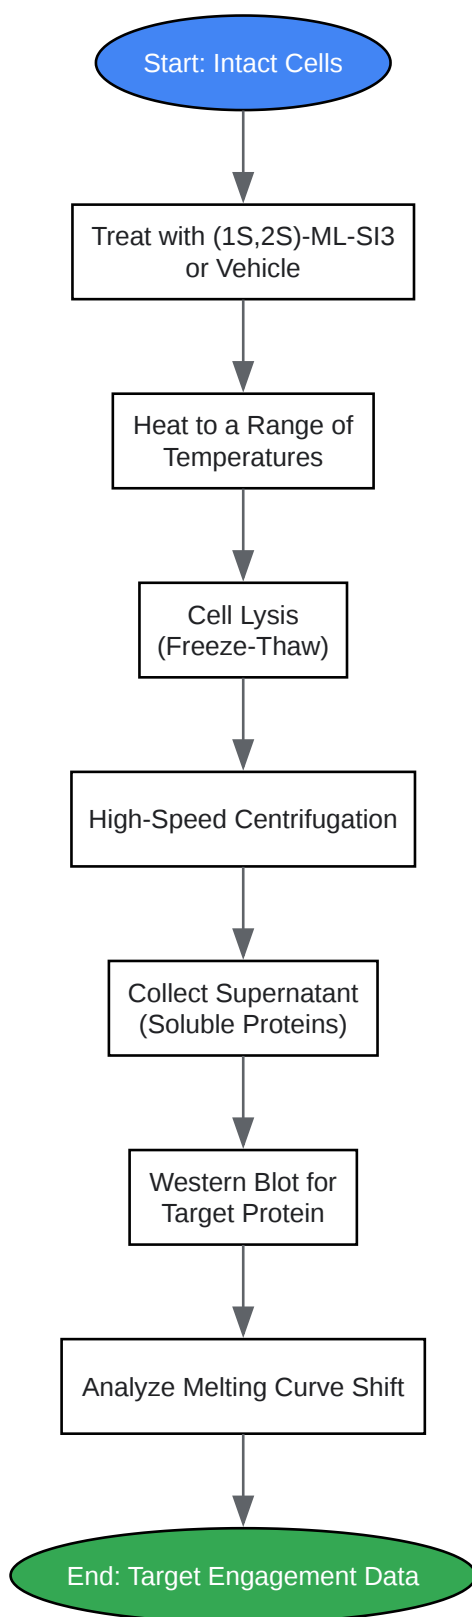 Start: Intact Cells
Treat with (1S,2S)-ML-SI3
or Vehicle
Heat to a Range of
Temperatures
Cell Lysis
(Freeze-Thaw)
High-Speed Centrifugation
Collect Supernatant
(Soluble Proteins)
Western Blot for
Target Protein
Analyze Melting Curve Shift
End: Target Engagement Data